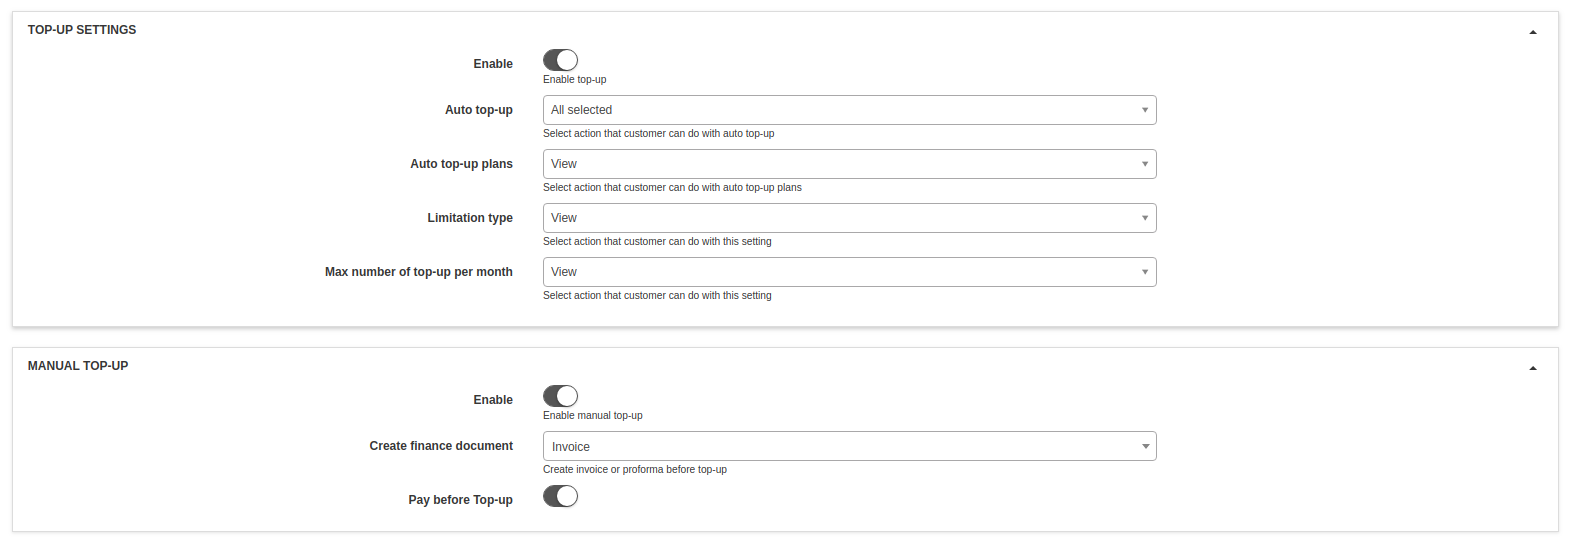 TOP-UP SETTINGS
Enable
Enable top-up
Auto top-up
All selected
Select action that customer can do with auto top-up
Auto top-up plans
View
Select action that customer can do with auto top-up plans
Limitation type
View
Select action that customer can do with this setting
Max number of top-up per month
View
Select action that customer can do with this setting
MANUAL TOP-UP
Enable
Enable manual top-up
Create finance document
Invoice
Create invoice or proforma before top-up
Pay before Top-up